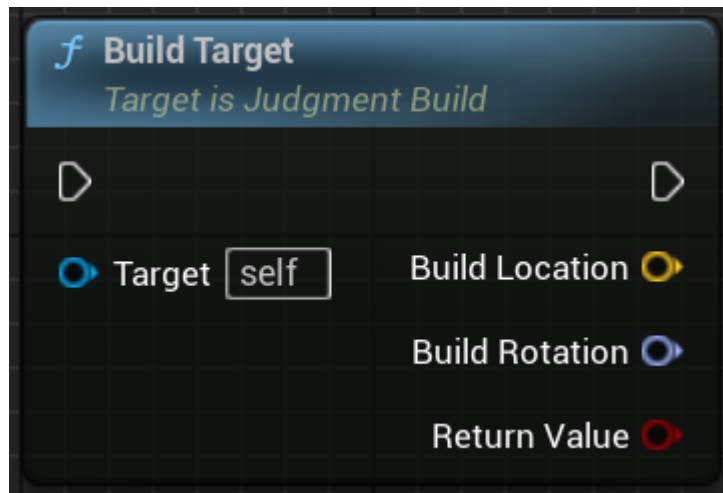 f Build Target
Target is Judgment Build
Target self
Build Location
Build Rotation
Return Value